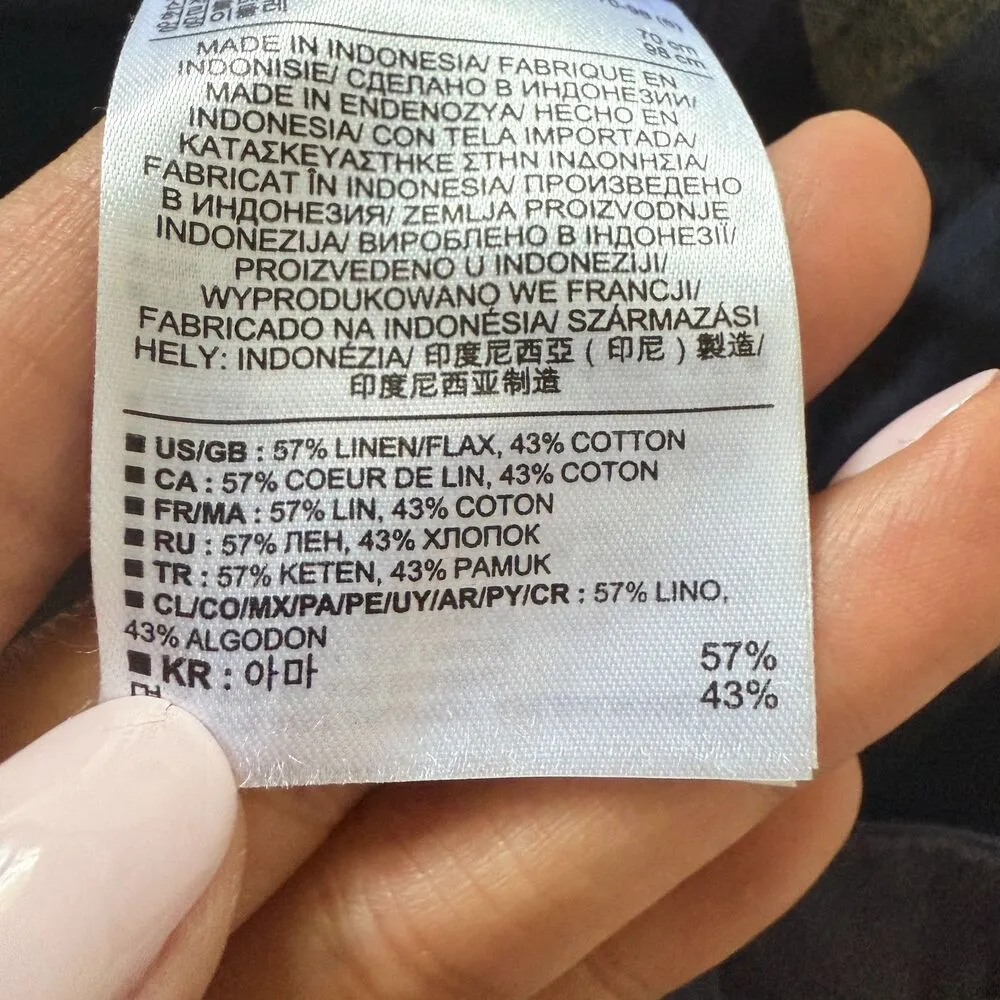 70 cm
98 cm
MADE IN INDONESIA/ FABRIQUE EN
INDONISIE/ СДЕЛАНО В ИНДОНЕЗИИ/
MADE IN ENDENOZYA/ HECHO EN
INDONESIA/ CON TELA IMPORTADA/
ΚΑΤΑΣΚΕΥΑΣΤΗΚΕ ΣΤΗΝ ΙΝΔΟΝΗΣΙΑ/
FABRICAT ÎN INDONESIA/ ПРОИЗВЕДЕНО
В ИНДОНЕЗИЯ/ ZEMLJA PROIZVODNJE
INDONEZIJA/ ВИРОБЛЕНО В ІНДОНЕЗІЇ/
PROIZVEDENO U INDONEZIJI/
WYPRODUKOWANO WE FRANCJI/
FABRICADO NA INDONÉSIA/ SZÁRMAZÁSI
HELY: INDONÉZIA/ 印度尼西亞 ( 印尼 ) 製造/
印度尼西亚制造
■ US/GB : 57% LINEN/FLAX, 43% COTTON
■ CA : 57% COEUR DE LIN, 43% COTON
■ FR/MA : 57% LIN, 43% COTON
■ RU : 57% ЛЕН, 43% ХЛОПОК
■ TR : 57% KETEN, 43% PAMUK
■ CL/CO/MX/PA/PE/UY/AR/PY/CR : 57% LINO,
43% ALGODON
■ KR : 아마 57%
43%